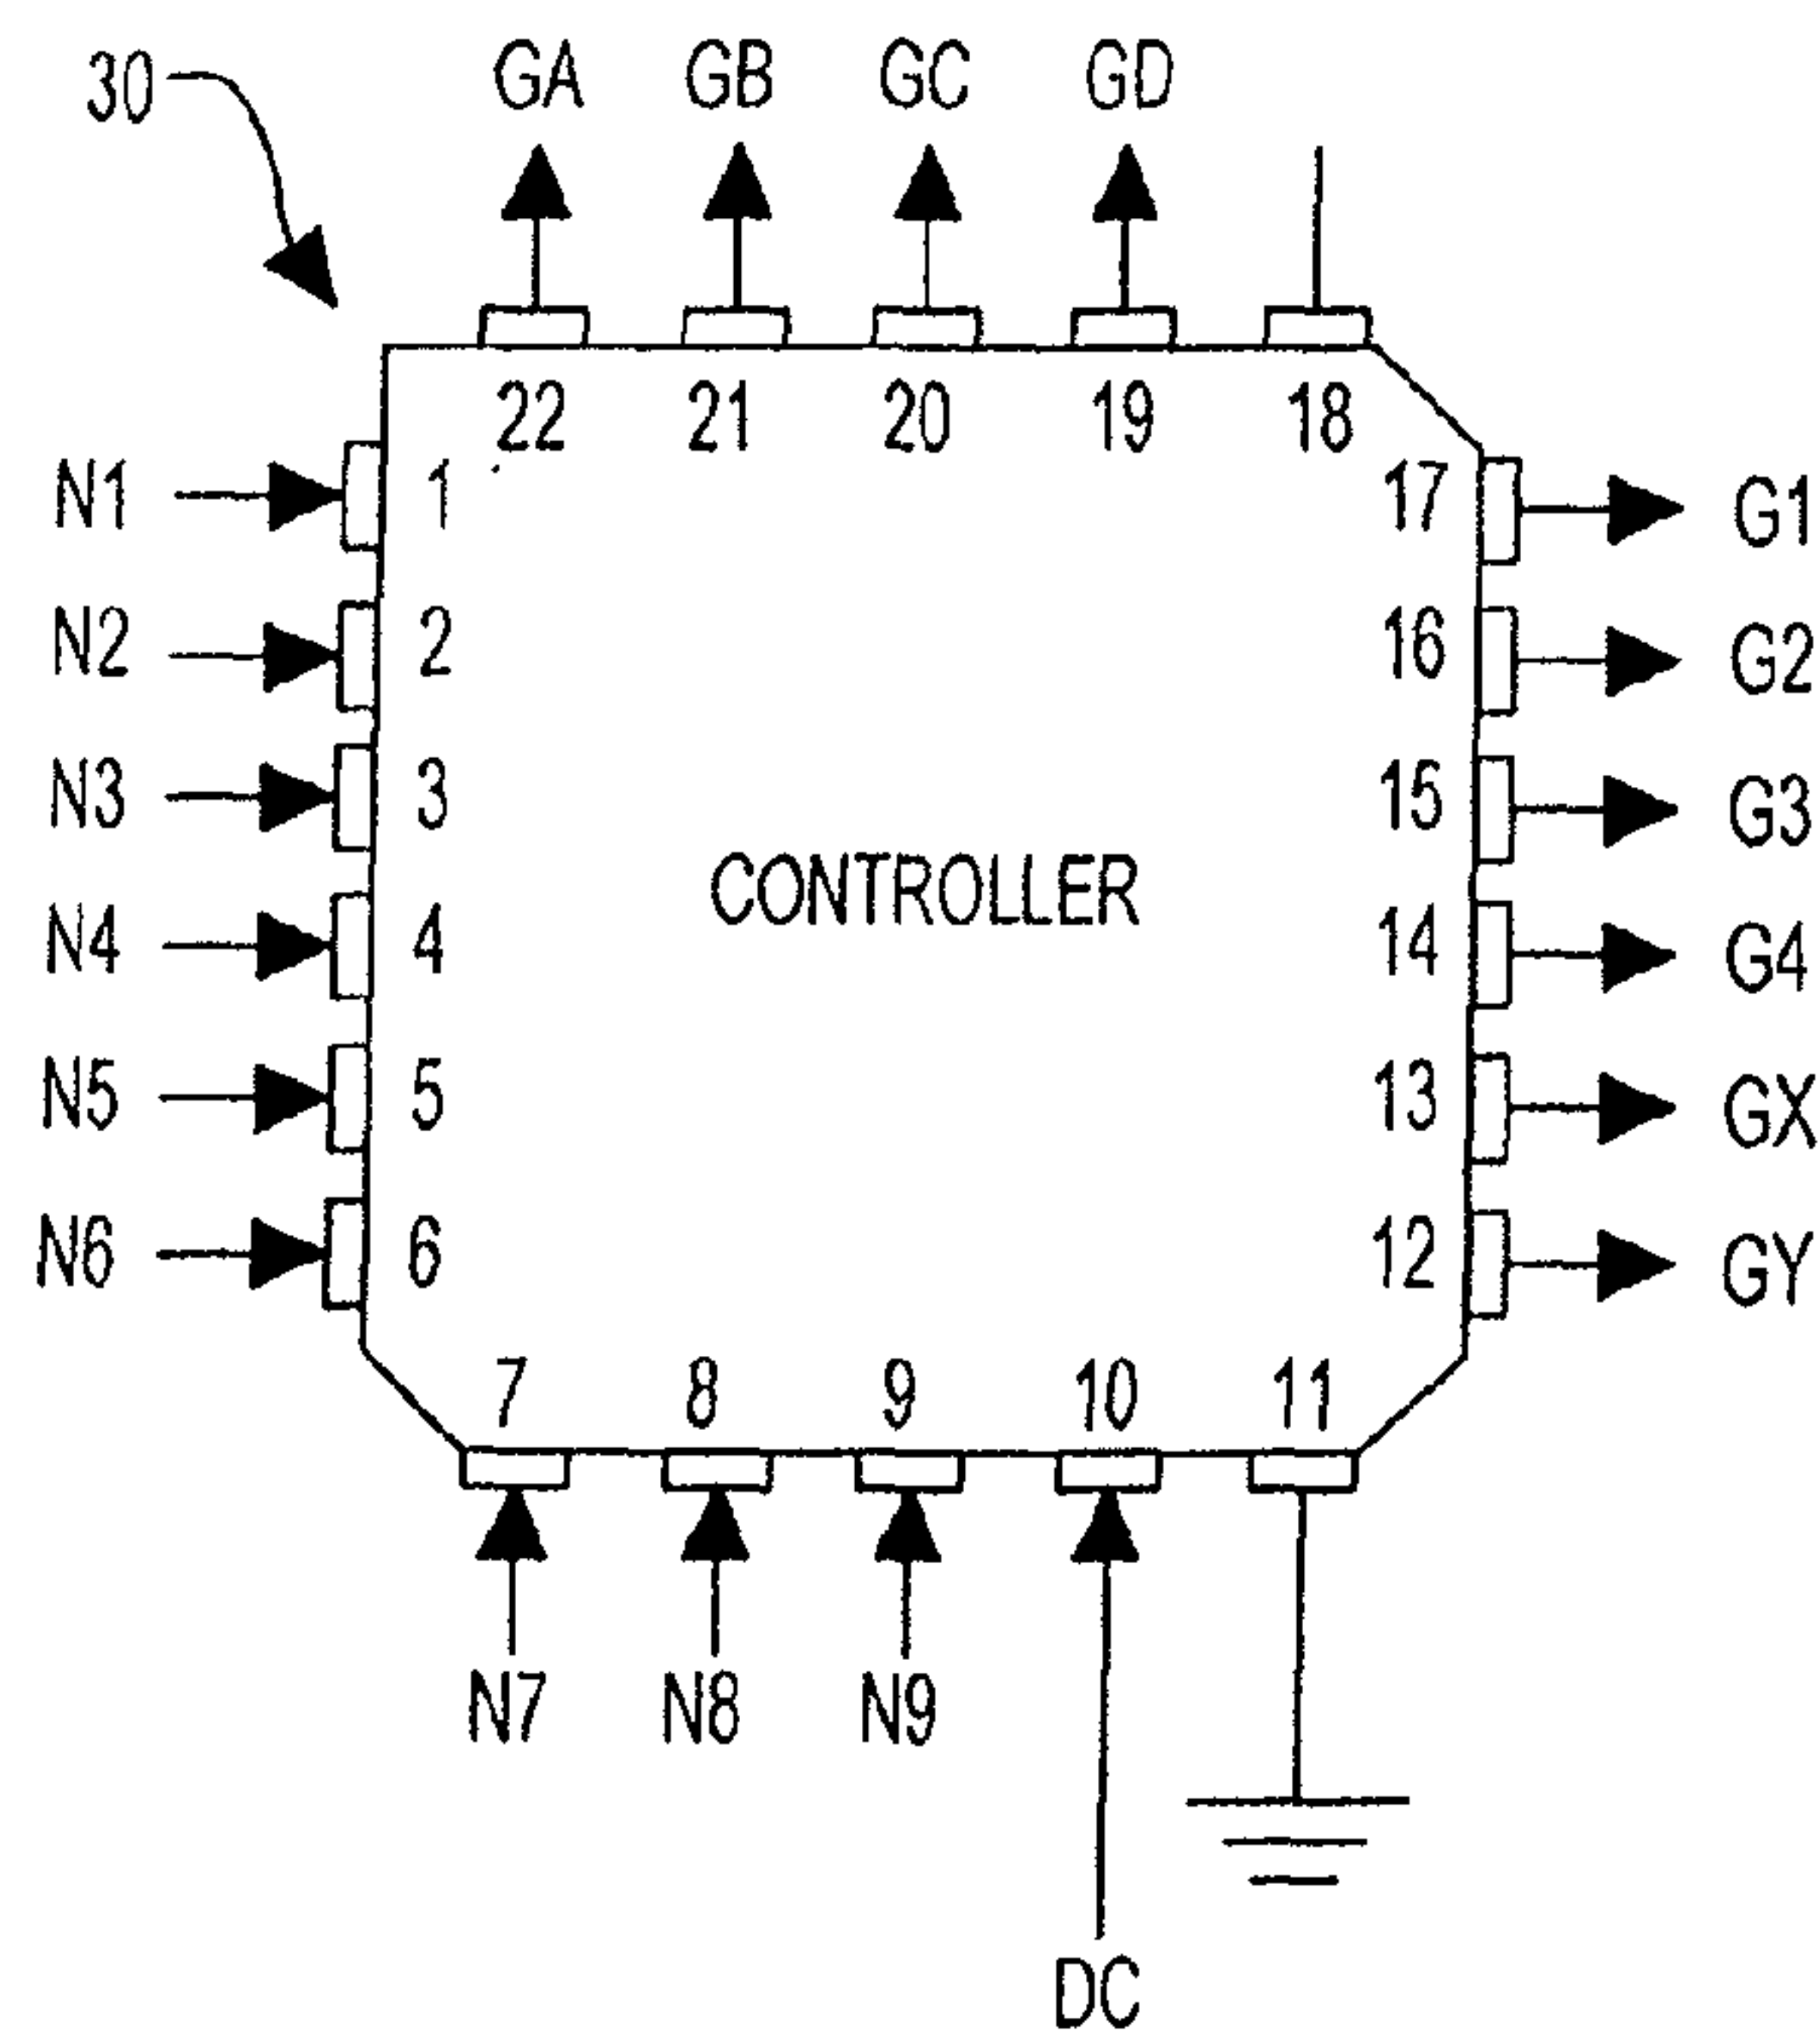 30 GA GB GC GD
22 21 20 19 18
N1 1 17 G1
N2 2 16 G2
N3 3 15 G3
CONTROLLER
N4 4 14 G4
N5 5 13 GX
N6 6 12 GY
7 8 9 10 11
N7 N8 N9
DC